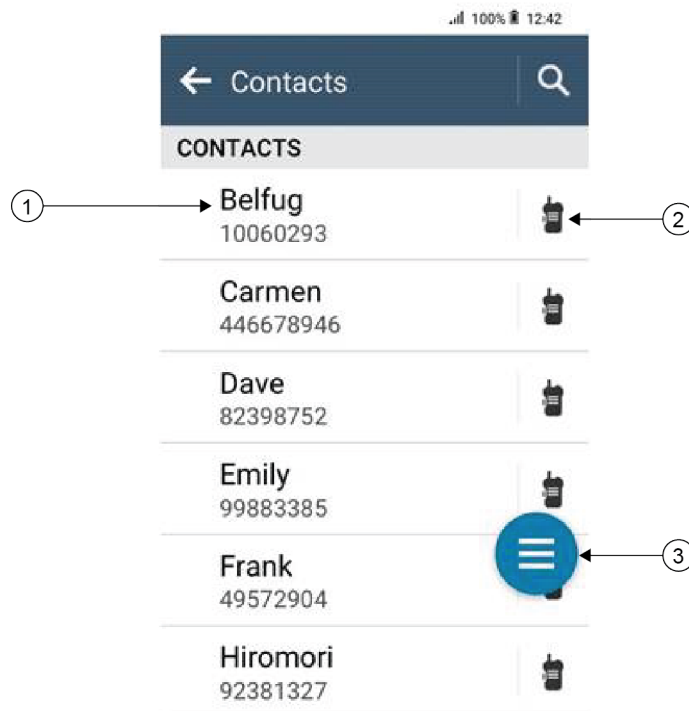 100% 12:42
Contacts
CONTACTS
1
Belfug
10060293
2
Carmen
446678946
Dave
82398752
Emily
99883385
3
Frank
49572904
Hiromori
92381327